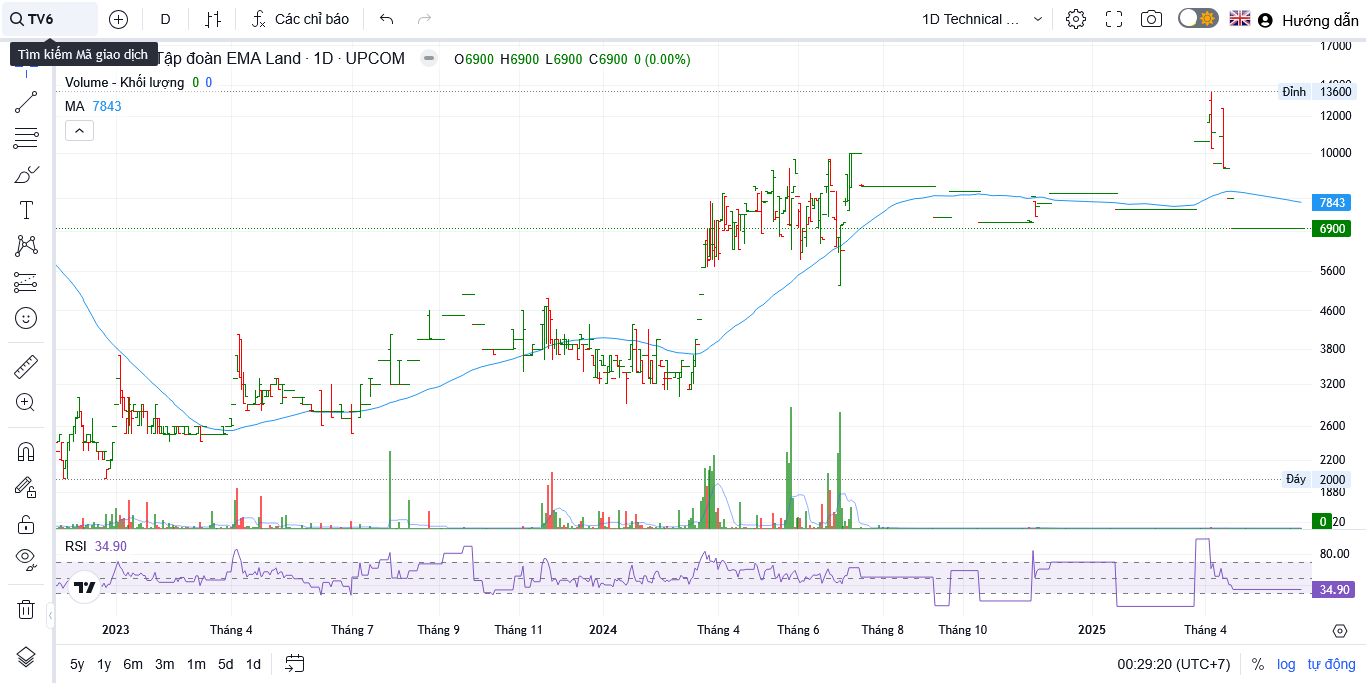 TV6
D
Các chỉ báo
1D Technical ...
Hướng dẫn
Tìm kiếm Mã giao dịch
Tập đoàn EMA Land · 1D · UPCOM
O6900 H6900 L6900 C6900 0 (0.00%)
Volume - Khối lượng 0 0
MA 7843
17000
Đỉnh 13600
12000
10000
7843
6900
5600
4600
3800
3200
2600
2200
Đáy 2000
1880
0
20
RSI 34.90
80.00
34.90
2023 Tháng 4 Tháng 7 Tháng 9 Tháng 11 2024 Tháng 4 Tháng 6 Tháng 8 Tháng 10 2025 Tháng 4
5y 1y 6m 3m 1m 5d 1d
00:29:20 (UTC+7) % log tự động